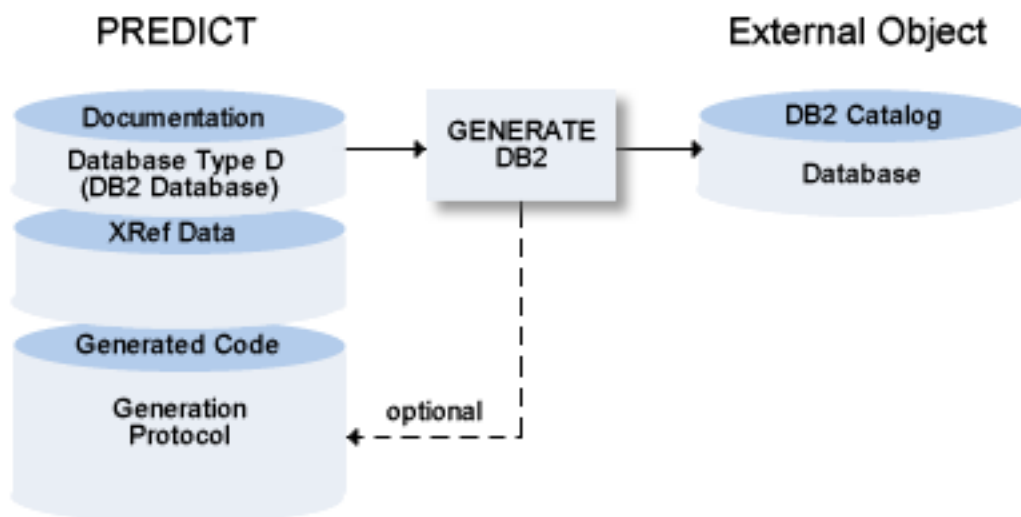 PREDICT
External Object
Documentation
Database Type D
(DB2 Database)
XRef Data
Generated Code
Generation
Protocol
GENERATE
DB2
optional
DB2 Catalog
Database